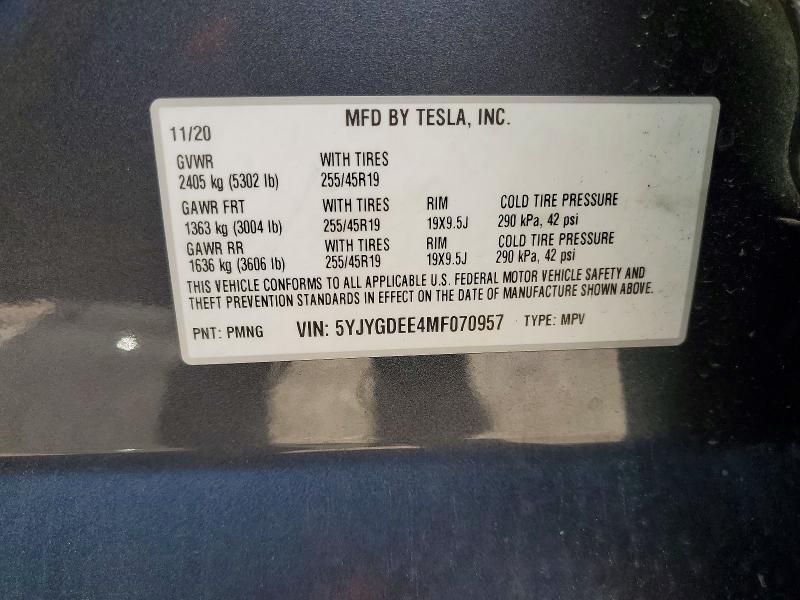 MFD BY TESLA, INC.
11/20
GVWR WITH TIRES
2405 kg (5302 lb) 255/45R19
GAWR FRT WITH TIRES RIM COLD TIRE PRESSURE
1363 kg (3004 lb) 255/45R19 19X9.5J 290 kPa, 42 psi
GAWR RR WITH TIRES RIM COLD TIRE PRESSURE
1636 kg (3606 lb) 255/45R19 19X9.5J 290 kPa, 42 psi
THIS VEHICLE CONFORMS TO ALL APPLICABLE U.S. FEDERAL MOTOR VEHICLE SAFETY AND
THEFT PREVENTION STANDARDS IN EFFECT ON THE DATE OF MANUFACTURE SHOWN ABOVE.
PNT: PMNG VIN: 5YJYGDEE4MF070957 TYPE: MPV